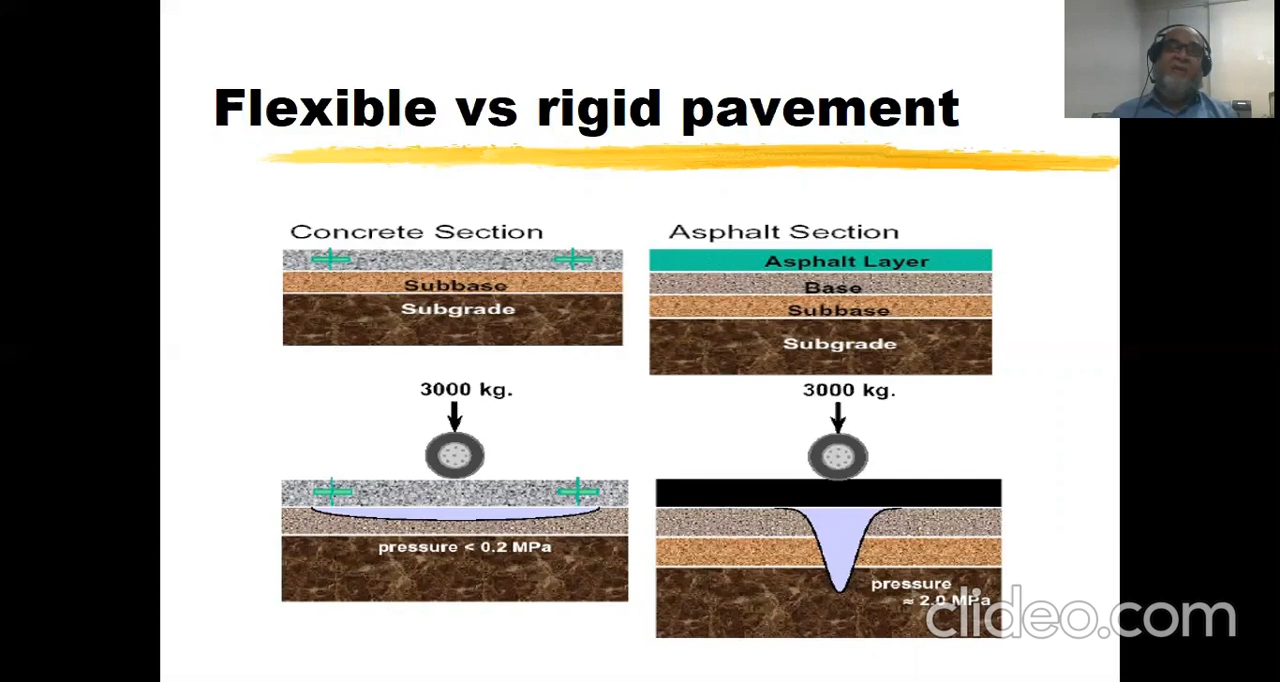 Flexible vs rigid pavement
Concrete Section
Subbase
Subgrade
Asphalt Section
Asphalt Layer
Base
Subbase
Subgrade
3000 kg.
pressure < 0.2 MPa
3000 kg.
pressure
≈ 2.0 MPa
clideo.com